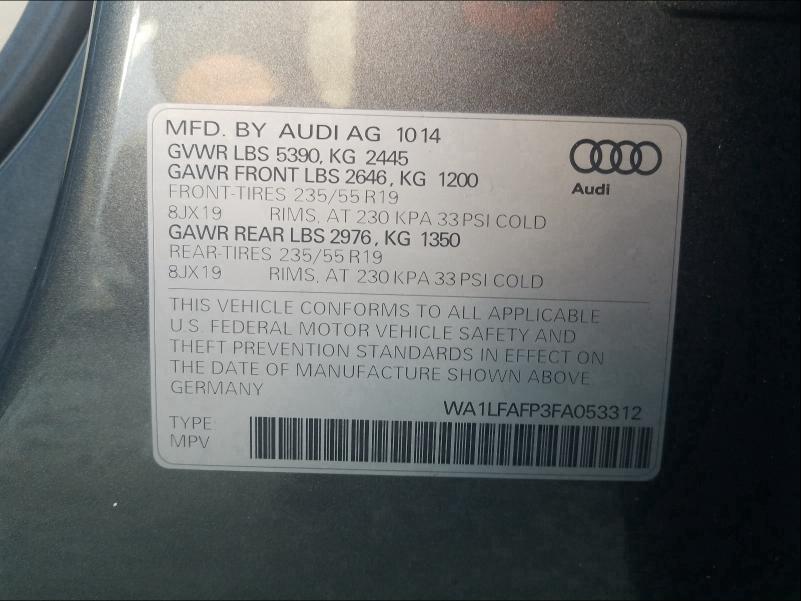 MFD. BY AUDI AG 1014
GVWR LBS 5390, KG 2445
GAWR FRONT LBS 2646, KG 1200
FRONT-TIRES 235/55 R19
8JX19 RIMS, AT 230 KPA 33 PSI COLD
GAWR REAR LBS 2976, KG 1350
REAR-TIRES 235/55 R19
8JX19 RIMS, AT 230 KPA 33 PSI COLD
Audi
THIS VEHICLE CONFORMS TO ALL APPLICABLE
U.S. FEDERAL MOTOR VEHICLE SAFETY AND
THEFT PREVENTION STANDARDS IN EFFECT ON
THE DATE OF MANUFACTURE SHOWN ABOVE
GERMANY
WA1LFAFP3FA053312
TYPE:
MPV